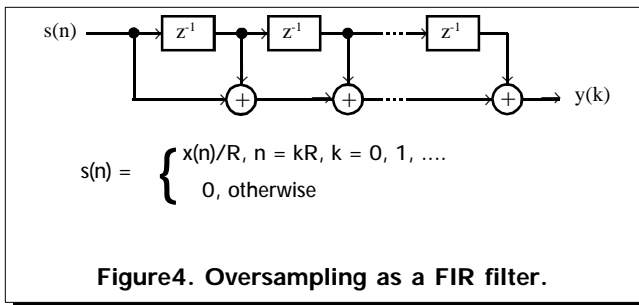 s(n) z⁻¹ z⁻¹ z⁻¹
+ + + y(k)
s(n) = { x(n)/R, n = kR, k = 0, 1, ....
0, otherwise
Figure4. Oversampling as a FIR filter.